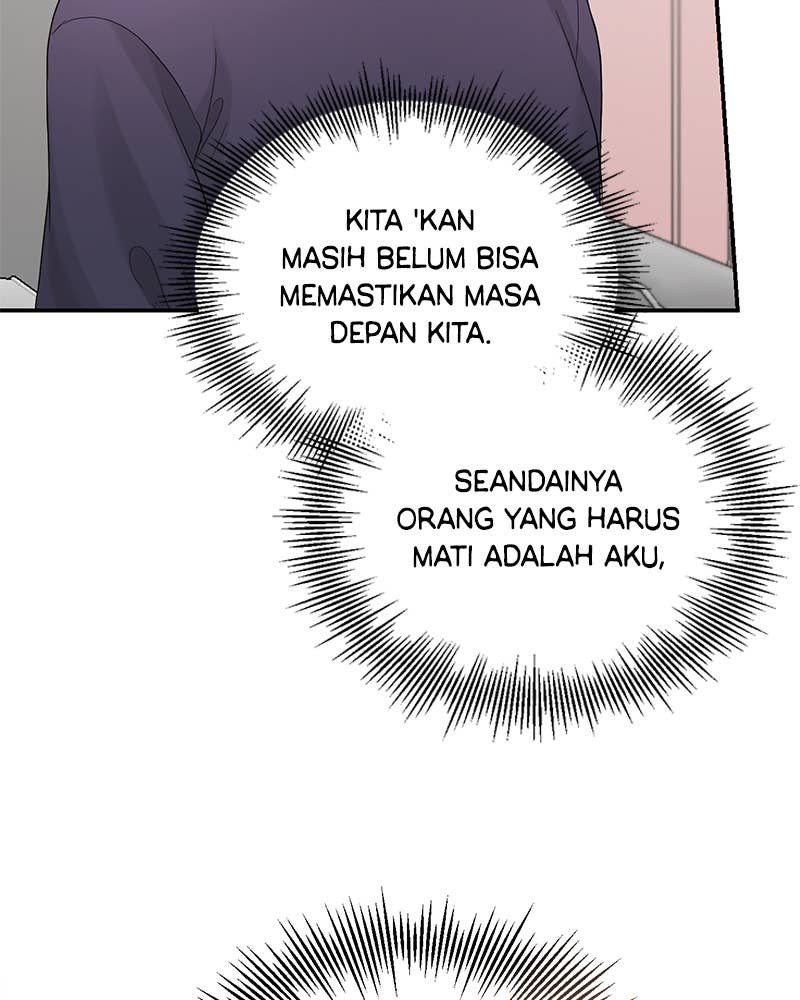 KITA 'KAN
MASIH BELUM BISA
MEMASTIKAN MASA
DEPAN KITA.
SEANDAINYA
ORANG YANG HARUS
MATI ADALAH AKU,